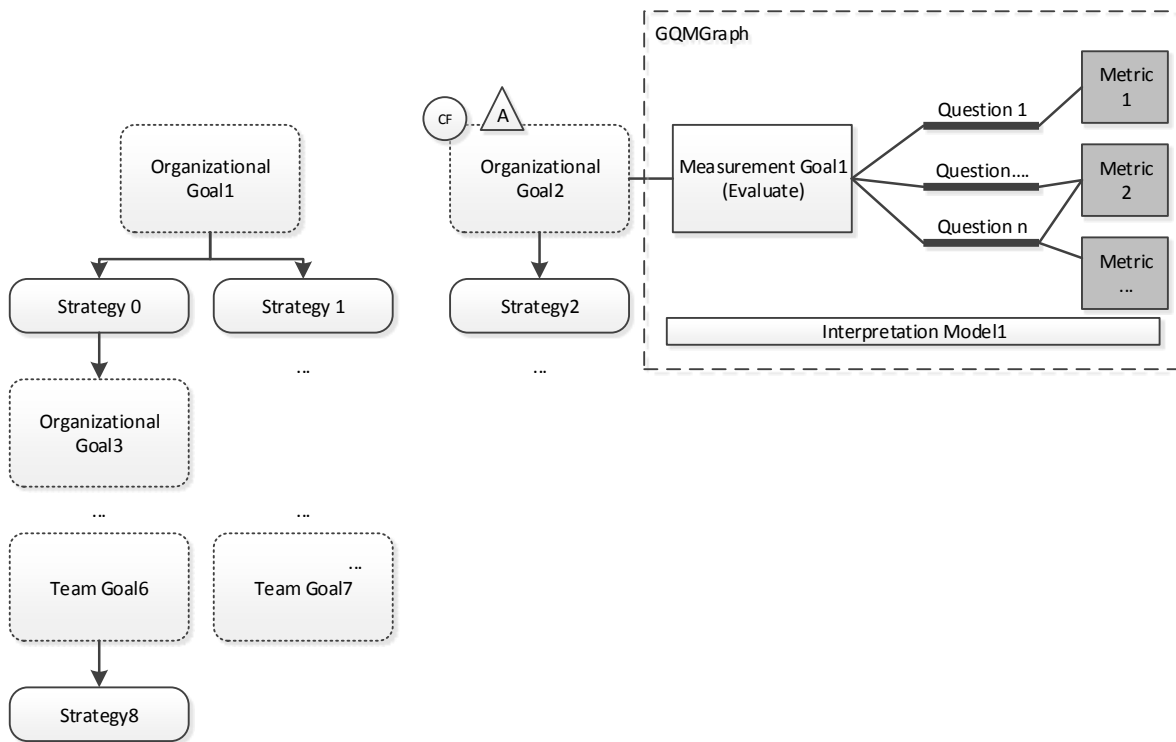 GQMGraph
CF
A
Organizational
Goal1
Organizational
Goal2
Measurement Goal1
(Evaluate)
Question 1
Question....
Question n
Metric
1
Metric
2
Metric
...
Interpretation Model1
Strategy 0
Strategy 1
Strategy2
...
...
Organizational
Goal3
...
...
Team Goal6
...
Team Goal7
Strategy8